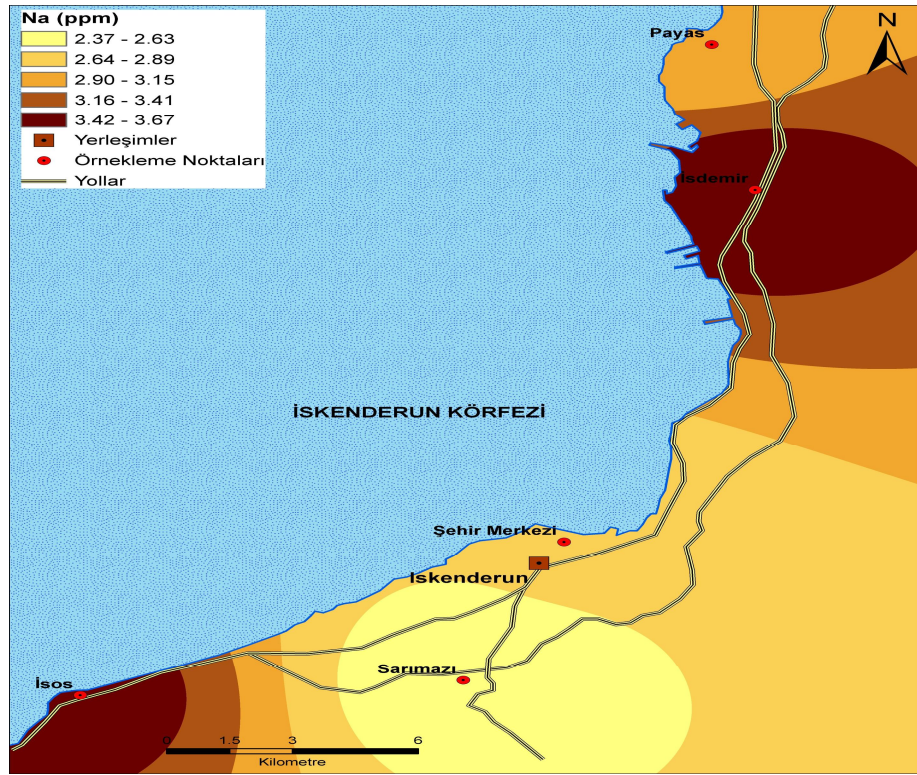 Na (ppm)
2.37 - 2.63
2.64 - 2.89
2.90 - 3.15
3.16 - 3.41
3.42 - 3.67
Yerleşimler
Örnekleme Noktaları
Yollar
N
Payas
İsdemir
İSKENDERUN KÖRFEZİ
Şehir Merkezi
İskenderun
Sarımazı
İsos
0 1.5 3 6
Kilometre